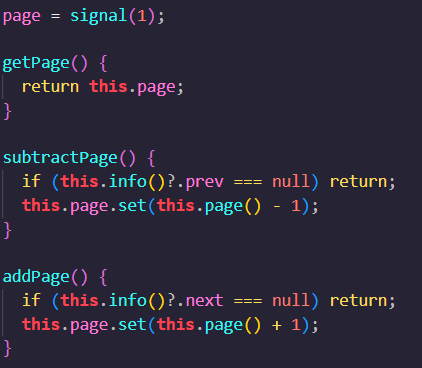 page = signal(1);

getPage() {
  return this.page;
}

subtractPage() {
  if (this.info()?.prev === null) return;
  this.page.set(this.page() - 1);
}

addPage() {
  if (this.info()?.next === null) return;
  this.page.set(this.page() + 1);
}